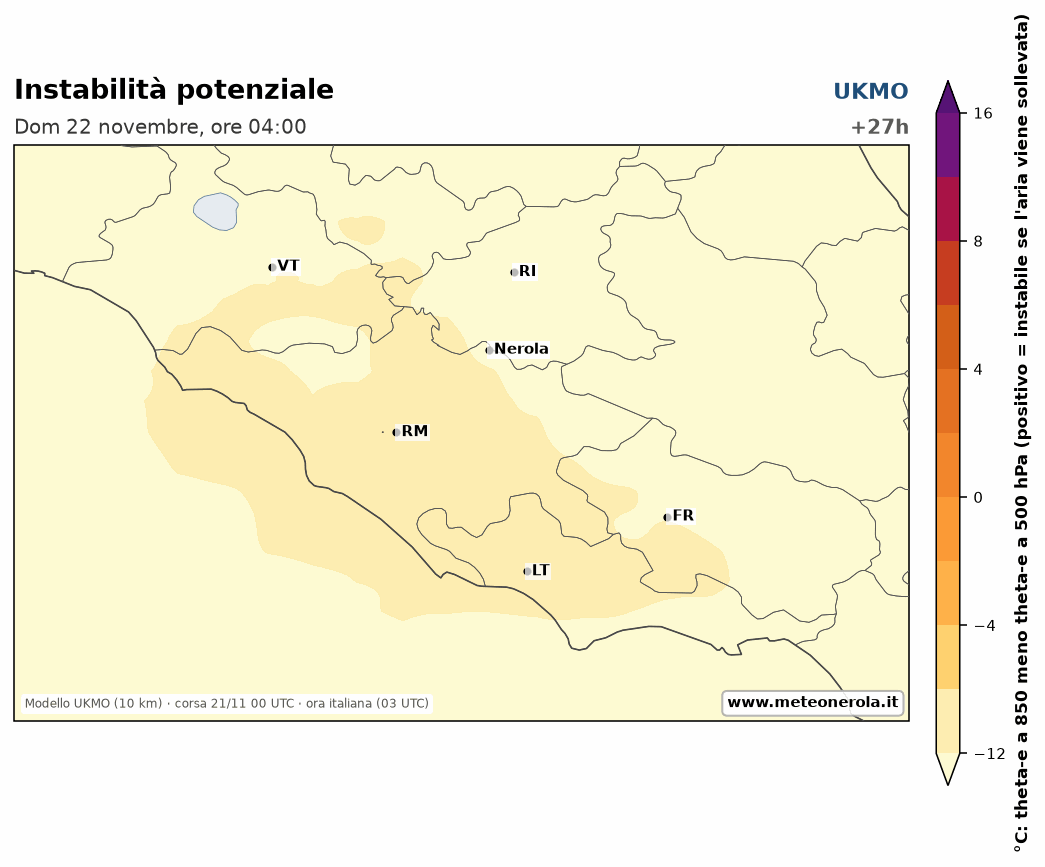 Instabilità potenziale
UKMO
Dom 22 novembre, ore 04:00
+27h
VT
RI
Nerola
RM
FR
LT
Modello UKMO (10 km) · corsa 21/11 00 UTC · ora italiana (03 UTC)
www.meteonerola.it
16
8
4
0
−4
−12
°C: theta-e a 850 meno theta-e a 500 hPa (positivo = instabile se l'aria viene sollevata)